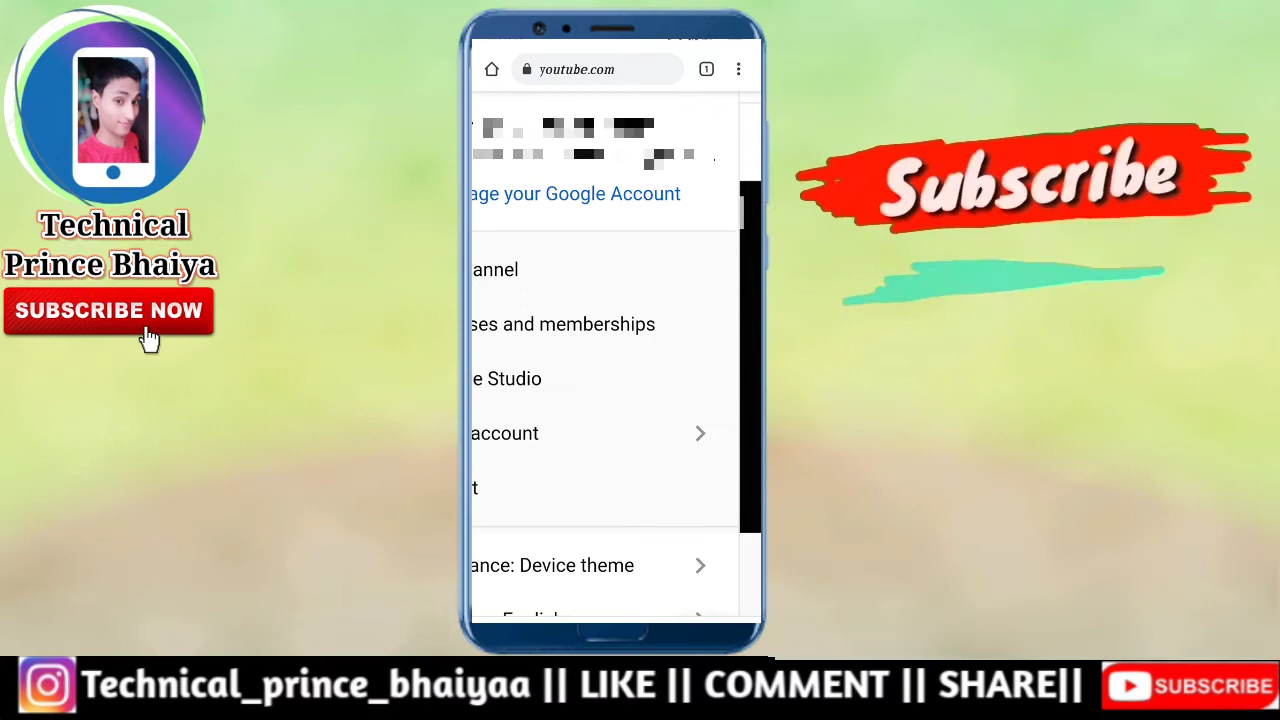 Technical
Prince Bhaiya
SUBSCRIBE NOW
youtube.com
1
age your Google Account
annel
ses and memberships
e Studio
account
t
ance: Device theme
Subscribe
Technical_prince_bhaiyaa || LIKE || COMMENT || SHARE||
SUBSCRIBE